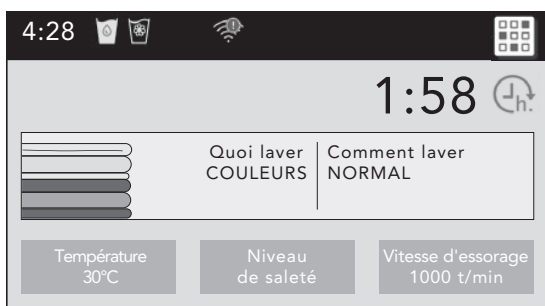 4:28
1:58 h.
Quoi laver
COULEURS
Comment laver
NORMAL
Température
30°C
Niveau
de saleté
Vitesse d'essorage
1000 t/min